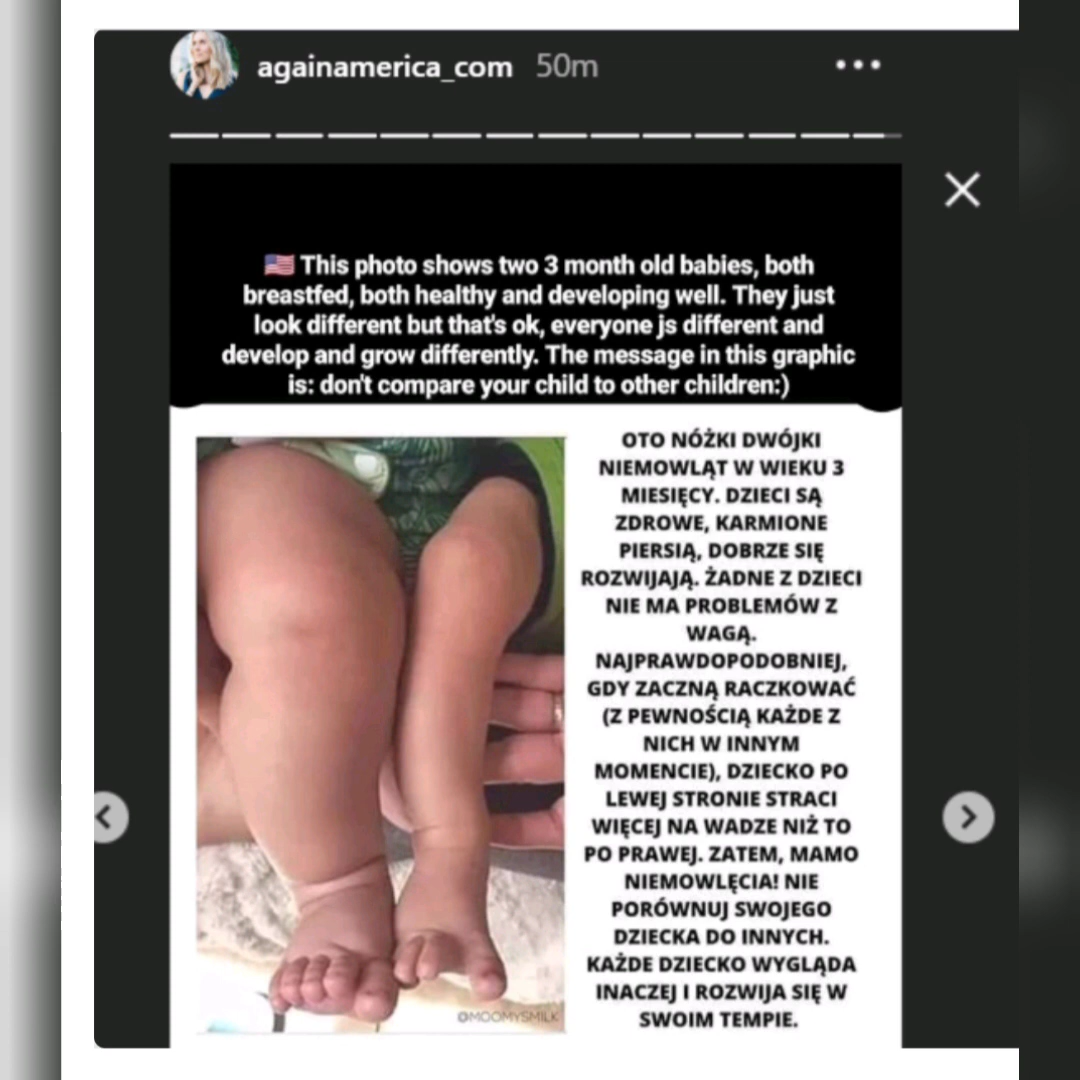 againamerica_com 50m
🇺🇸 This photo shows two 3 month old babies, both
breastfed, both healthy and developing well. They just
look different but that's ok, everyone js different and
develop and grow differently. The message in this graphic
is: don't compare your child to other children:)
OTO NÓŻKI DWÓJKI
NIEMOWLĄT W WIEKU 3
MIESIĘCY. DZIECI SĄ
ZDROWE, KARMIONE
PIERSIĄ, DOBRZE SIĘ
ROZWIJAJĄ. ŻADNE Z DZIECI
NIE MA PROBLEMÓW Z
WAGĄ.
NAJPRAWDOPODOBNIEJ,
GDY ZACZNĄ RACZKOWAĆ
(Z PEWNOŚCIĄ KAŻDE Z
NICH W INNYM
MOMENCIE), DZIECKO PO
LEWEJ STRONIE STRACI
WIĘCEJ NA WADZE NIŻ TO
PO PRAWEJ. ZATEM, MAMO
NIEMOWLĘCIA! NIE
PORÓWNUJ SWOJEGO
DZIECKA DO INNYCH.
KAŻDE DZIECKO WYGLĄDA
INACZEJ I ROZWIJA SIĘ W
SWOIM TEMPIE.
@MOOMYSMILK